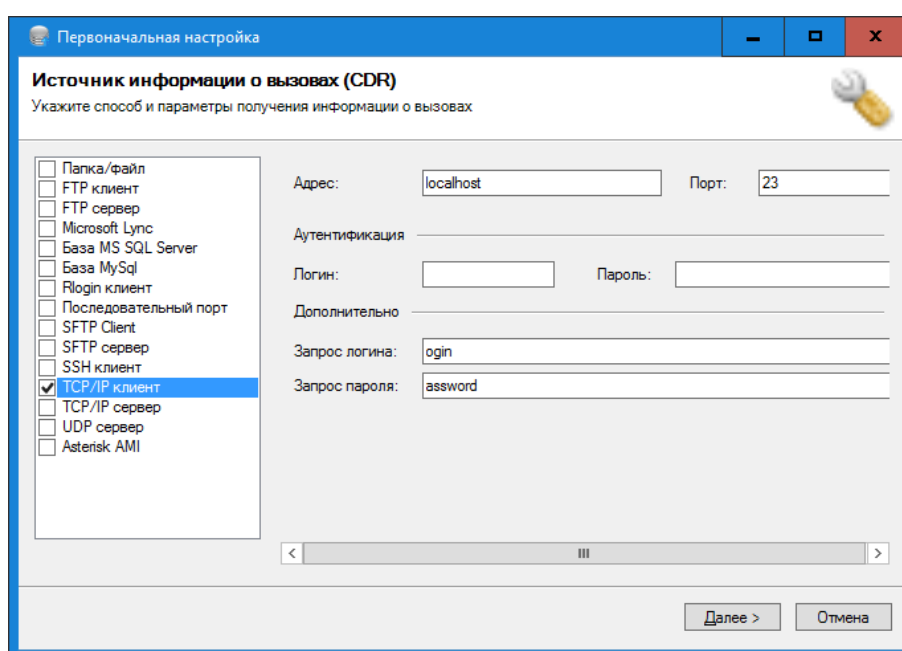 Первоначальная настройка
Источник информации о вызовах (CDR)
Укажите способ и параметры получения информации о вызовах
Папка/файл
FTP клиент
FTP сервер
Microsoft Lync
База MS SQL Server
База MySql
Rlogin клиент
Последовательный порт
SFTP Client
SFTP сервер
SSH клиент
TCP/IP клиент
TCP/IP сервер
UDP сервер
Asterisk AMI
Адрес: localhost Порт: 23
Аутентификация
Логин: Пароль:
Дополнительно
Запрос логина: ogin
Запрос пароля: assword
Далее > Отмена